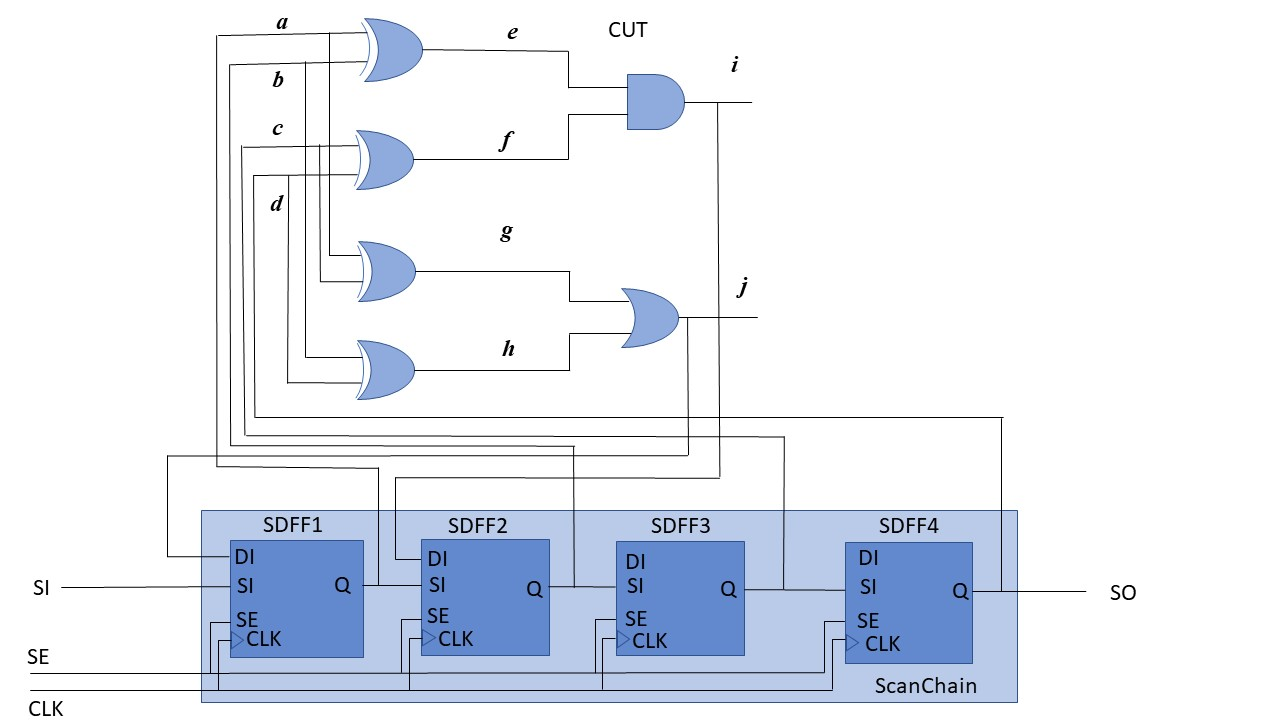 a
e
CUT
i
b
c
f
d
g
j
h
SDFF1
SDFF2
SDFF3
SDFF4
DI
DI
DI
DI
SI
SI
Q
SI
Q
SI
Q
SI
Q
SO
SE
SE
SE
SE
CLK
CLK
CLK
CLK
SE
ScanChain
CLK